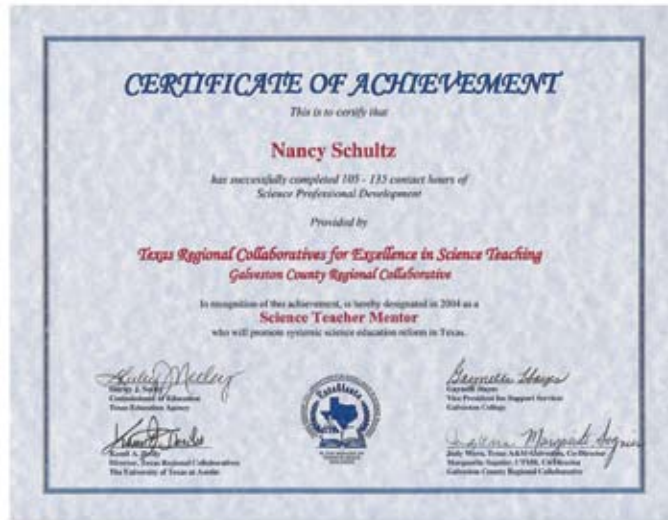 CERTIFICATE OF ACHIEVEMENT
This is to certify that
Nancy Schultz
has successfully completed 105 - 135 contact hours of
Science Professional Development
Provided by
Texas Regional Collaboratives for Excellence in Science Teaching
Galveston County Regional Collaborative
In recognition of this achievement, is hereby designated in 2004 as a
Science Teacher Mentor
who will promote systemic science education reform in Texas.
Commissioner of Education
Texas Education Agency
Director, Texas Regional Collaboratives
The University of Texas at Austin
Vice President for Support Services
Galveston College
Galveston County Regional Collaborative